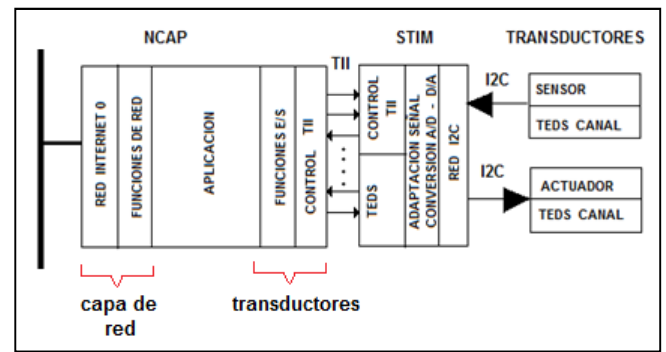 NCAP
STIM
TRANSDUCTORES
TII
RED INTERNET 0
FUNCIONES DE RED
APLICACION
FUNCIONES E/S
CONTROL TII
CONTROL
TII
TEDS
ADAPTACION SEÑAL
CONVERSION A/D - D/A
RED I2C
I2C
SENSOR
TEDS CANAL
I2C
ACTUADOR
TEDS CANAL
capa de
red
transductores